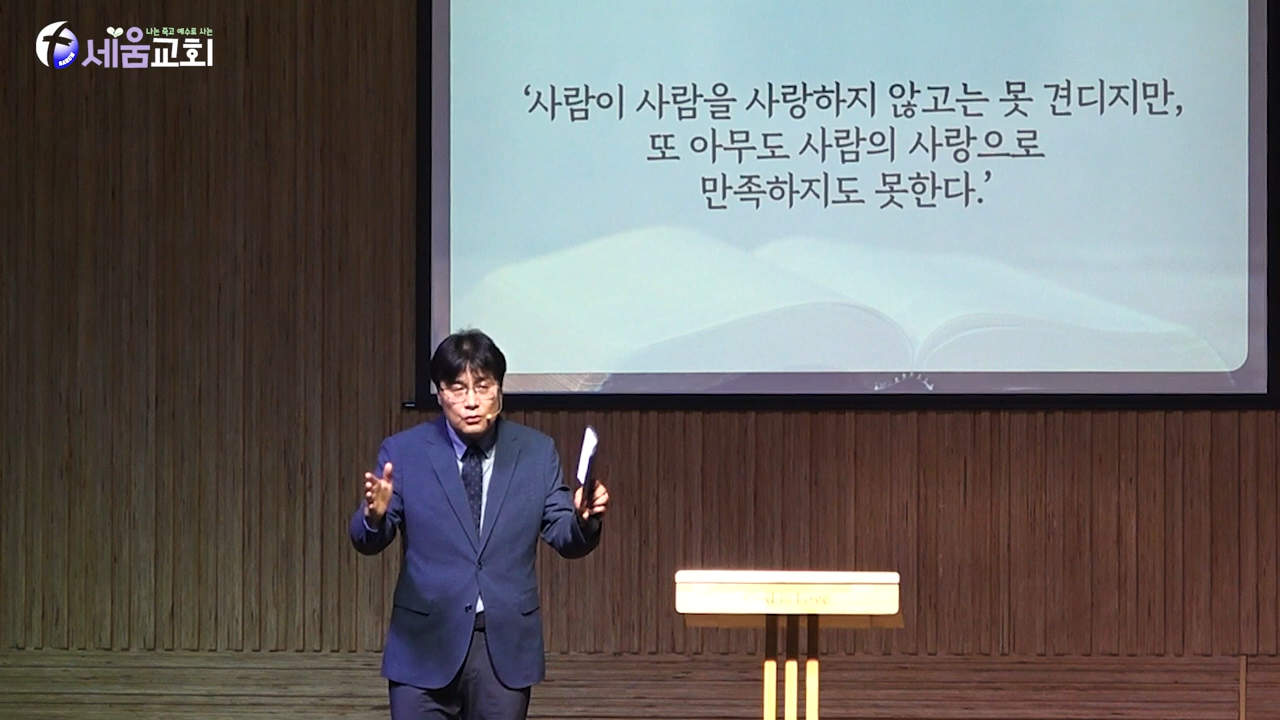 나는 죽고 예수로 사는
세움교회
‘사람이 사람을 사랑하지 않고는 못 견디지만,
또 아무도 사람의 사랑으로
만족하지도 못한다.’
Love